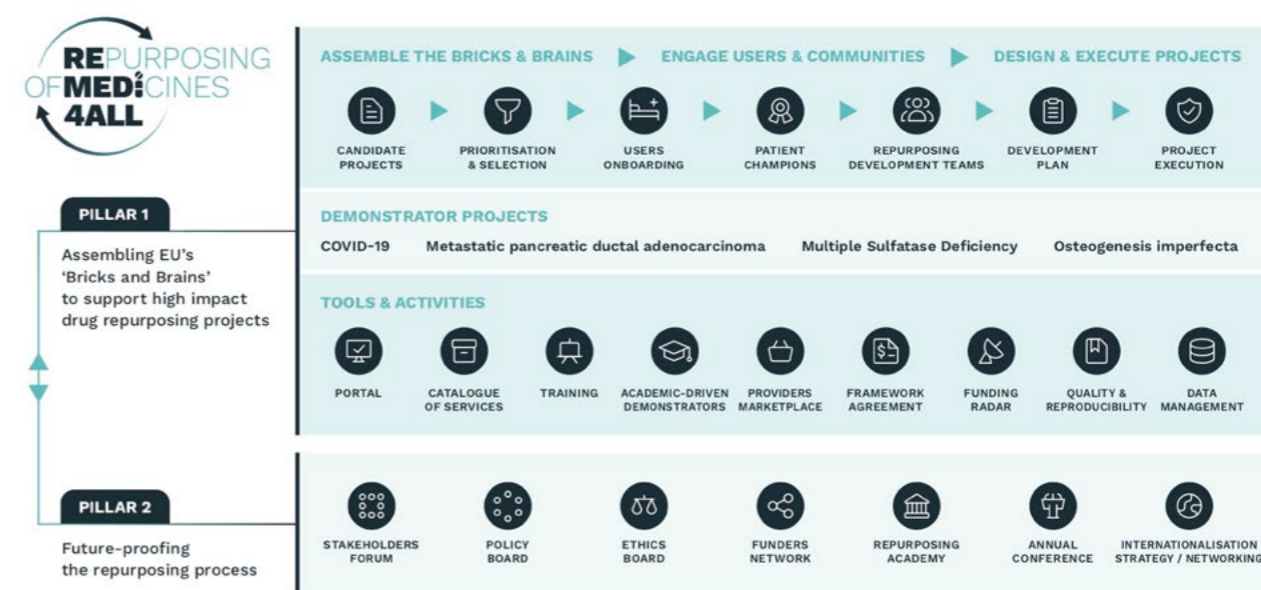 REPURPOSING
OF MEDiCINES
4ALL
ASSEMBLE THE BRICKS & BRAINS ENGAGE USERS & COMMUNITIES DESIGN & EXECUTE PROJECTS
CANDIDATE PROJECTS
PRIORITISATION & SELECTION
USERS ONBOARDING
PATIENT CHAMPIONS
REPURPOSING DEVELOPMENT TEAMS
DEVELOPMENT PLAN
PROJECT EXECUTION
PILLAR 1
Assembling EU's
'Bricks and Brains'
to support high impact
drug repurposing projects
DEMONSTRATOR PROJECTS
COVID-19 Metastatic pancreatic ductal adenocarcinoma Multiple Sulfatase Deficiency Osteogenesis imperfecta
TOOLS & ACTIVITIES
PORTAL
CATALOGUE OF SERVICES
TRAINING
ACADEMIC-DRIVEN DEMONSTRATORS
PROVIDERS MARKETPLACE
FRAMEWORK AGREEMENT
FUNDING RADAR
QUALITY & REPRODUCIBILITY
DATA MANAGEMENT
PILLAR 2
Future-proofing
the repurposing process
STAKEHOLDERS FORUM
POLICY BOARD
ETHICS BOARD
FUNDERS NETWORK
REPURPOSING ACADEMY
ANNUAL CONFERENCE
INTERNATIONALISATION STRATEGY / NETWORKING